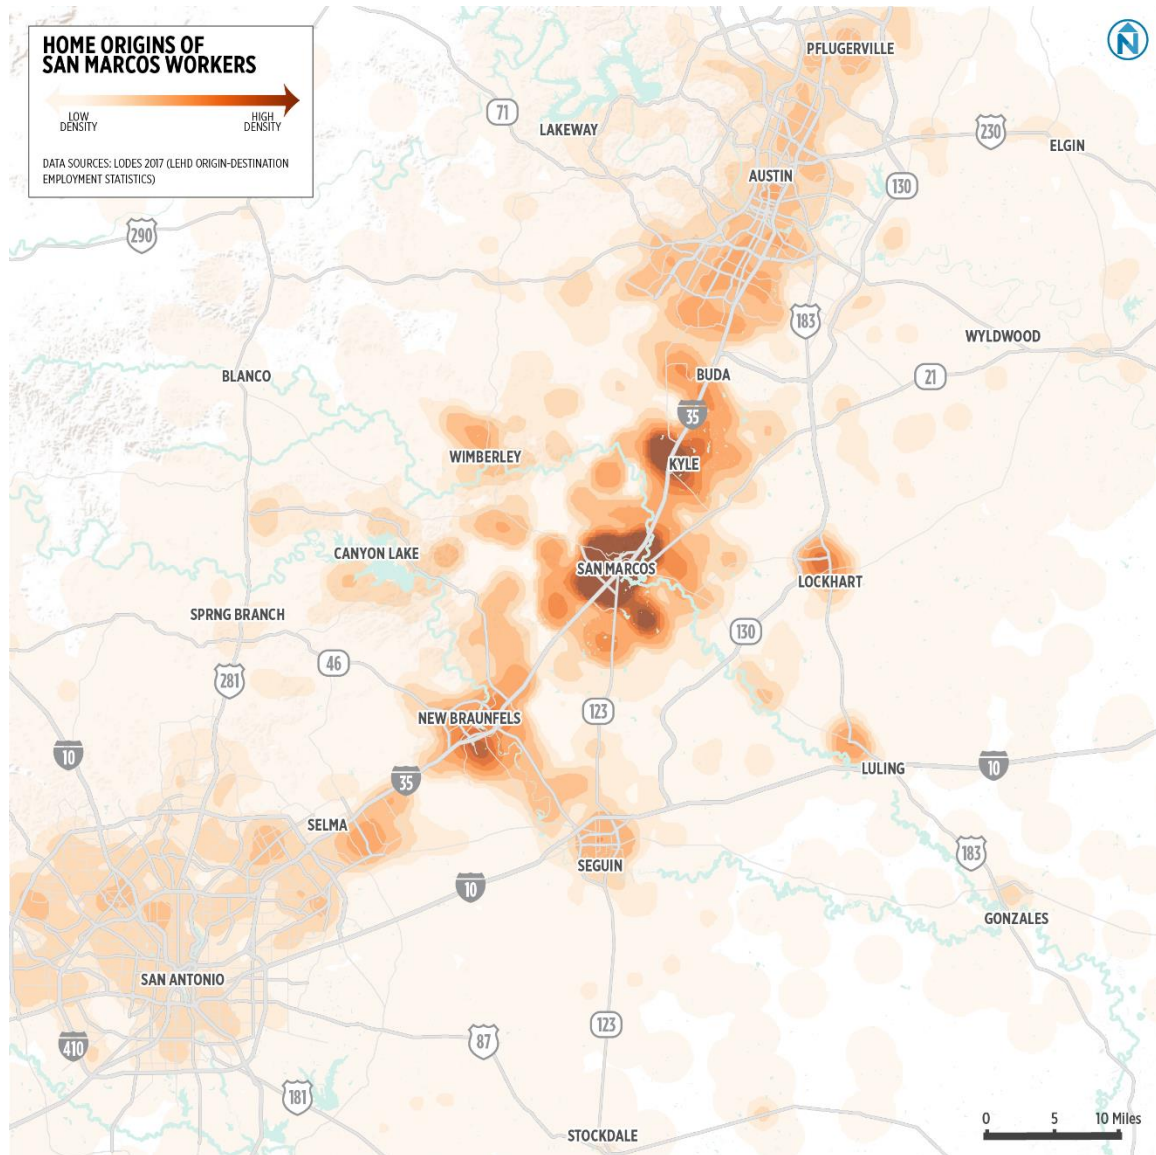 HOME ORIGINS OF
SAN MARCOS WORKERS
LOW
DENSITY
HIGH
DENSITY
DATA SOURCES: LODES 2017 (LEHD ORIGIN-DESTINATION
EMPLOYMENT STATISTICS)
N
PFLUGERVILLE
71
LAKEWAY
230
ELGIN
AUSTIN
130
290
183
WYLDWOOD
BLANCO
BUDA
21
35
WIMBERLEY
KYLE
CANYON LAKE
SAN MARCOS
LOCKHART
SPRNG BRANCH
130
46
281
123
NEW BRAUNFELS
10
35
LULING
10
SELMA
183
SEGUIN
10
GONZALES
SAN ANTONIO
123
87
410
181
0 5 10 Miles
STOCKDALE